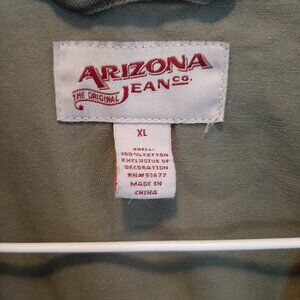 ARIZONA
THE ORIGINAL JEAN CO.
XL
SHELL:
100% COTTON
EXCLUSIVE OF
DECORATION
RN#93677
MADE IN
CHINA